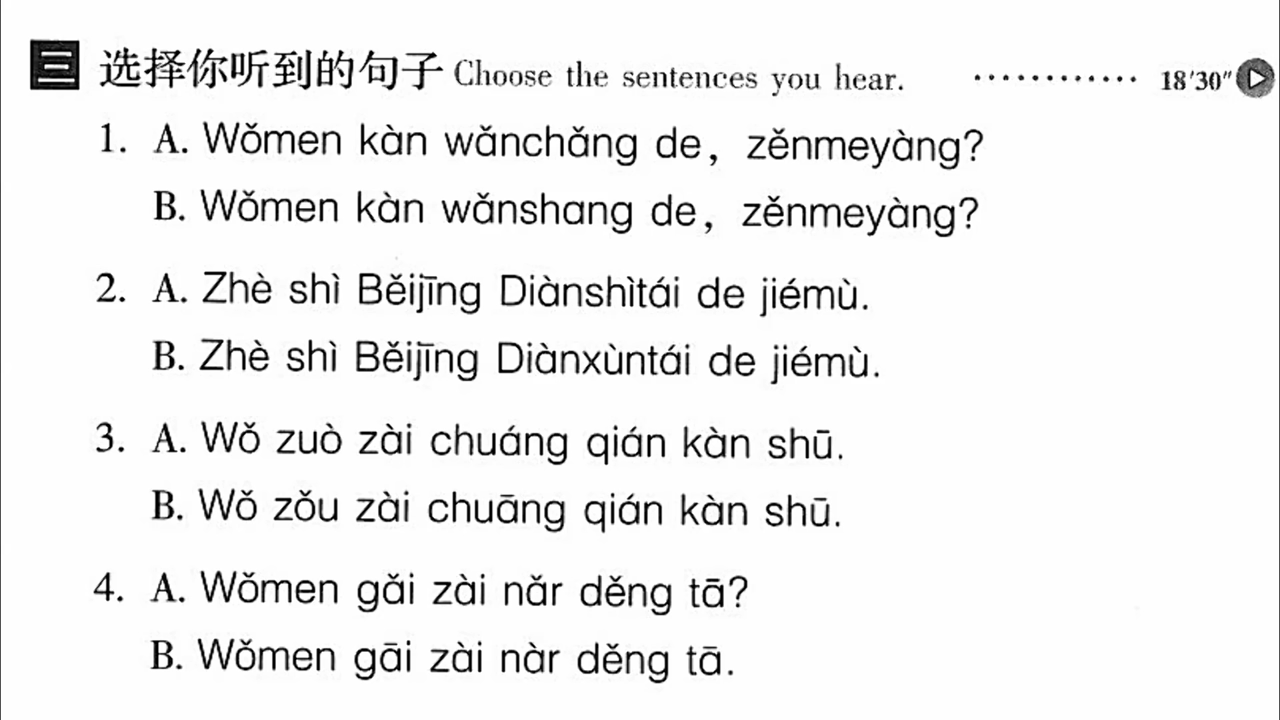 三 选择你听到的句子 Choose the sentences you hear. ············ 18′30″
1. A. Wǒmen kàn wǎnchǎng de, zěnmeyàng?
B. Wǒmen kàn wǎnshang de, zěnmeyàng?
2. A. Zhè shì Běijīng Diànshìtái de jiémù.
B. Zhè shì Běijīng Diànxùntái de jiémù.
3. A. Wǒ zuò zài chuáng qián kàn shū.
B. Wǒ zǒu zài chuāng qián kàn shū.
4. A. Wǒmen gǎi zài nǎr děng tā?
B. Wǒmen gāi zài nàr děng tā.